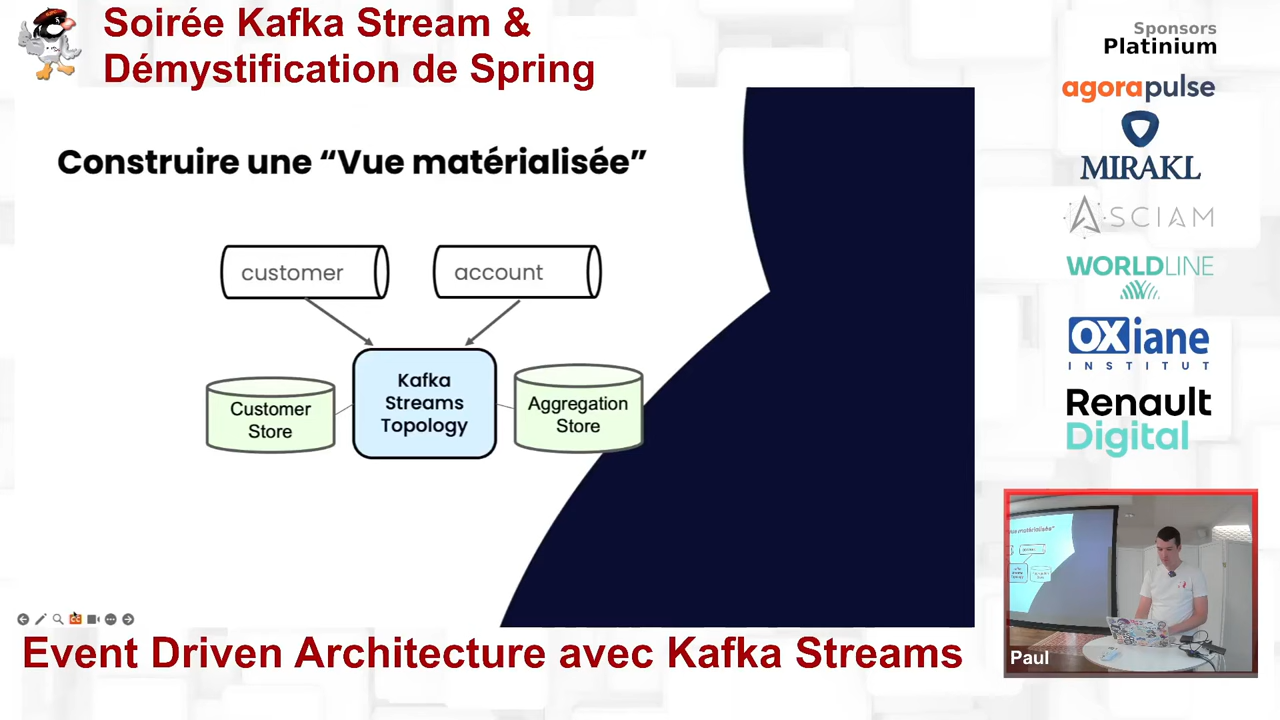 Soirée Kafka Stream &
Démystification de Spring
Construire une “Vue matérialisée”
customer
account
Kafka
Streams
Topology
Customer
Store
Aggregation
Store
Event Driven Architecture avec Kafka Streams
Sponsors
Platinium
agorapulse
MIRAKL
ASCIAM
WORLDLINE
OXiane
INSTITUT
Renault
Digital
Paul